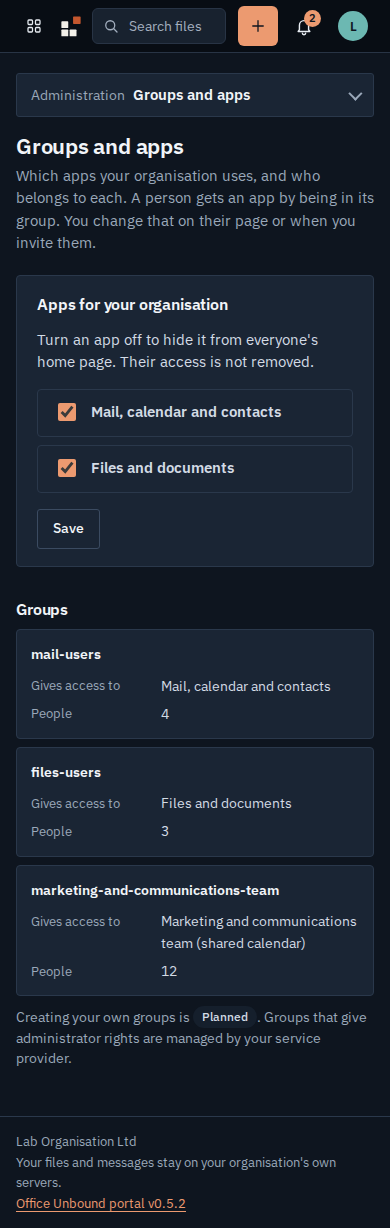 Search files
2
L
Administration Groups and apps
Groups and apps
Which apps your organisation uses, and who
belongs to each. A person gets an app by being in its
group. You change that on their page or when you
invite them.
Apps for your organisation
Turn an app off to hide it from everyone's
home page. Their access is not removed.
Mail, calendar and contacts
Files and documents
Save
Groups
mail-users
Gives access to Mail, calendar and contacts
People 4
files-users
Gives access to Files and documents
People 3
marketing-and-communications-team
Gives access to Marketing and communications
team (shared calendar)
People 12
Creating your own groups is Planned. Groups that give
administrator rights are managed by your service
provider.
Lab Organisation Ltd
Your files and messages stay on your organisation's own
servers.
Office Unbound portal v0.5.2